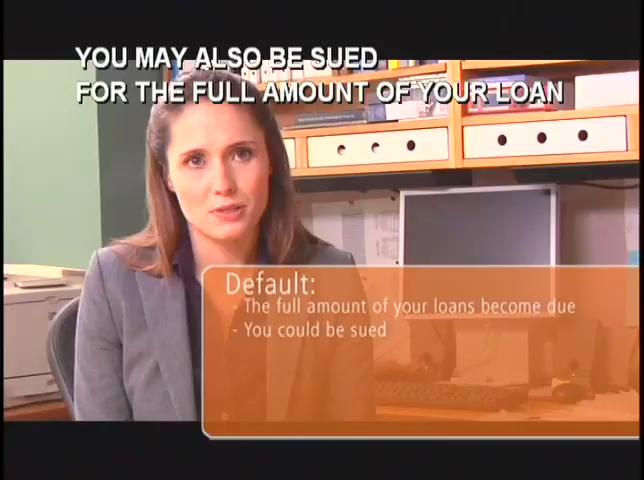 YOU MAY ALSO BE SUED
FOR THE FULL AMOUNT OF YOUR LOAN
Default:
- The full amount of your loans become due
- You could be sued